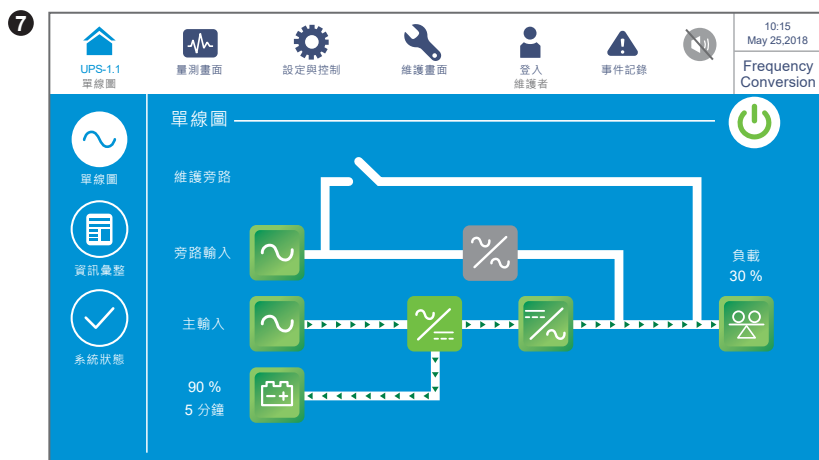 7
UPS-1.1
單線圖
量測畫面
設定與控制
維護畫面
登入
維護者
事件記錄
10:15
May 25,2018
Frequency
Conversion
單線圖
資訊彙整
系統狀態
單線圖
維護旁路
旁路輸入
主輸入
90 %
5 分鐘
負載
30 %